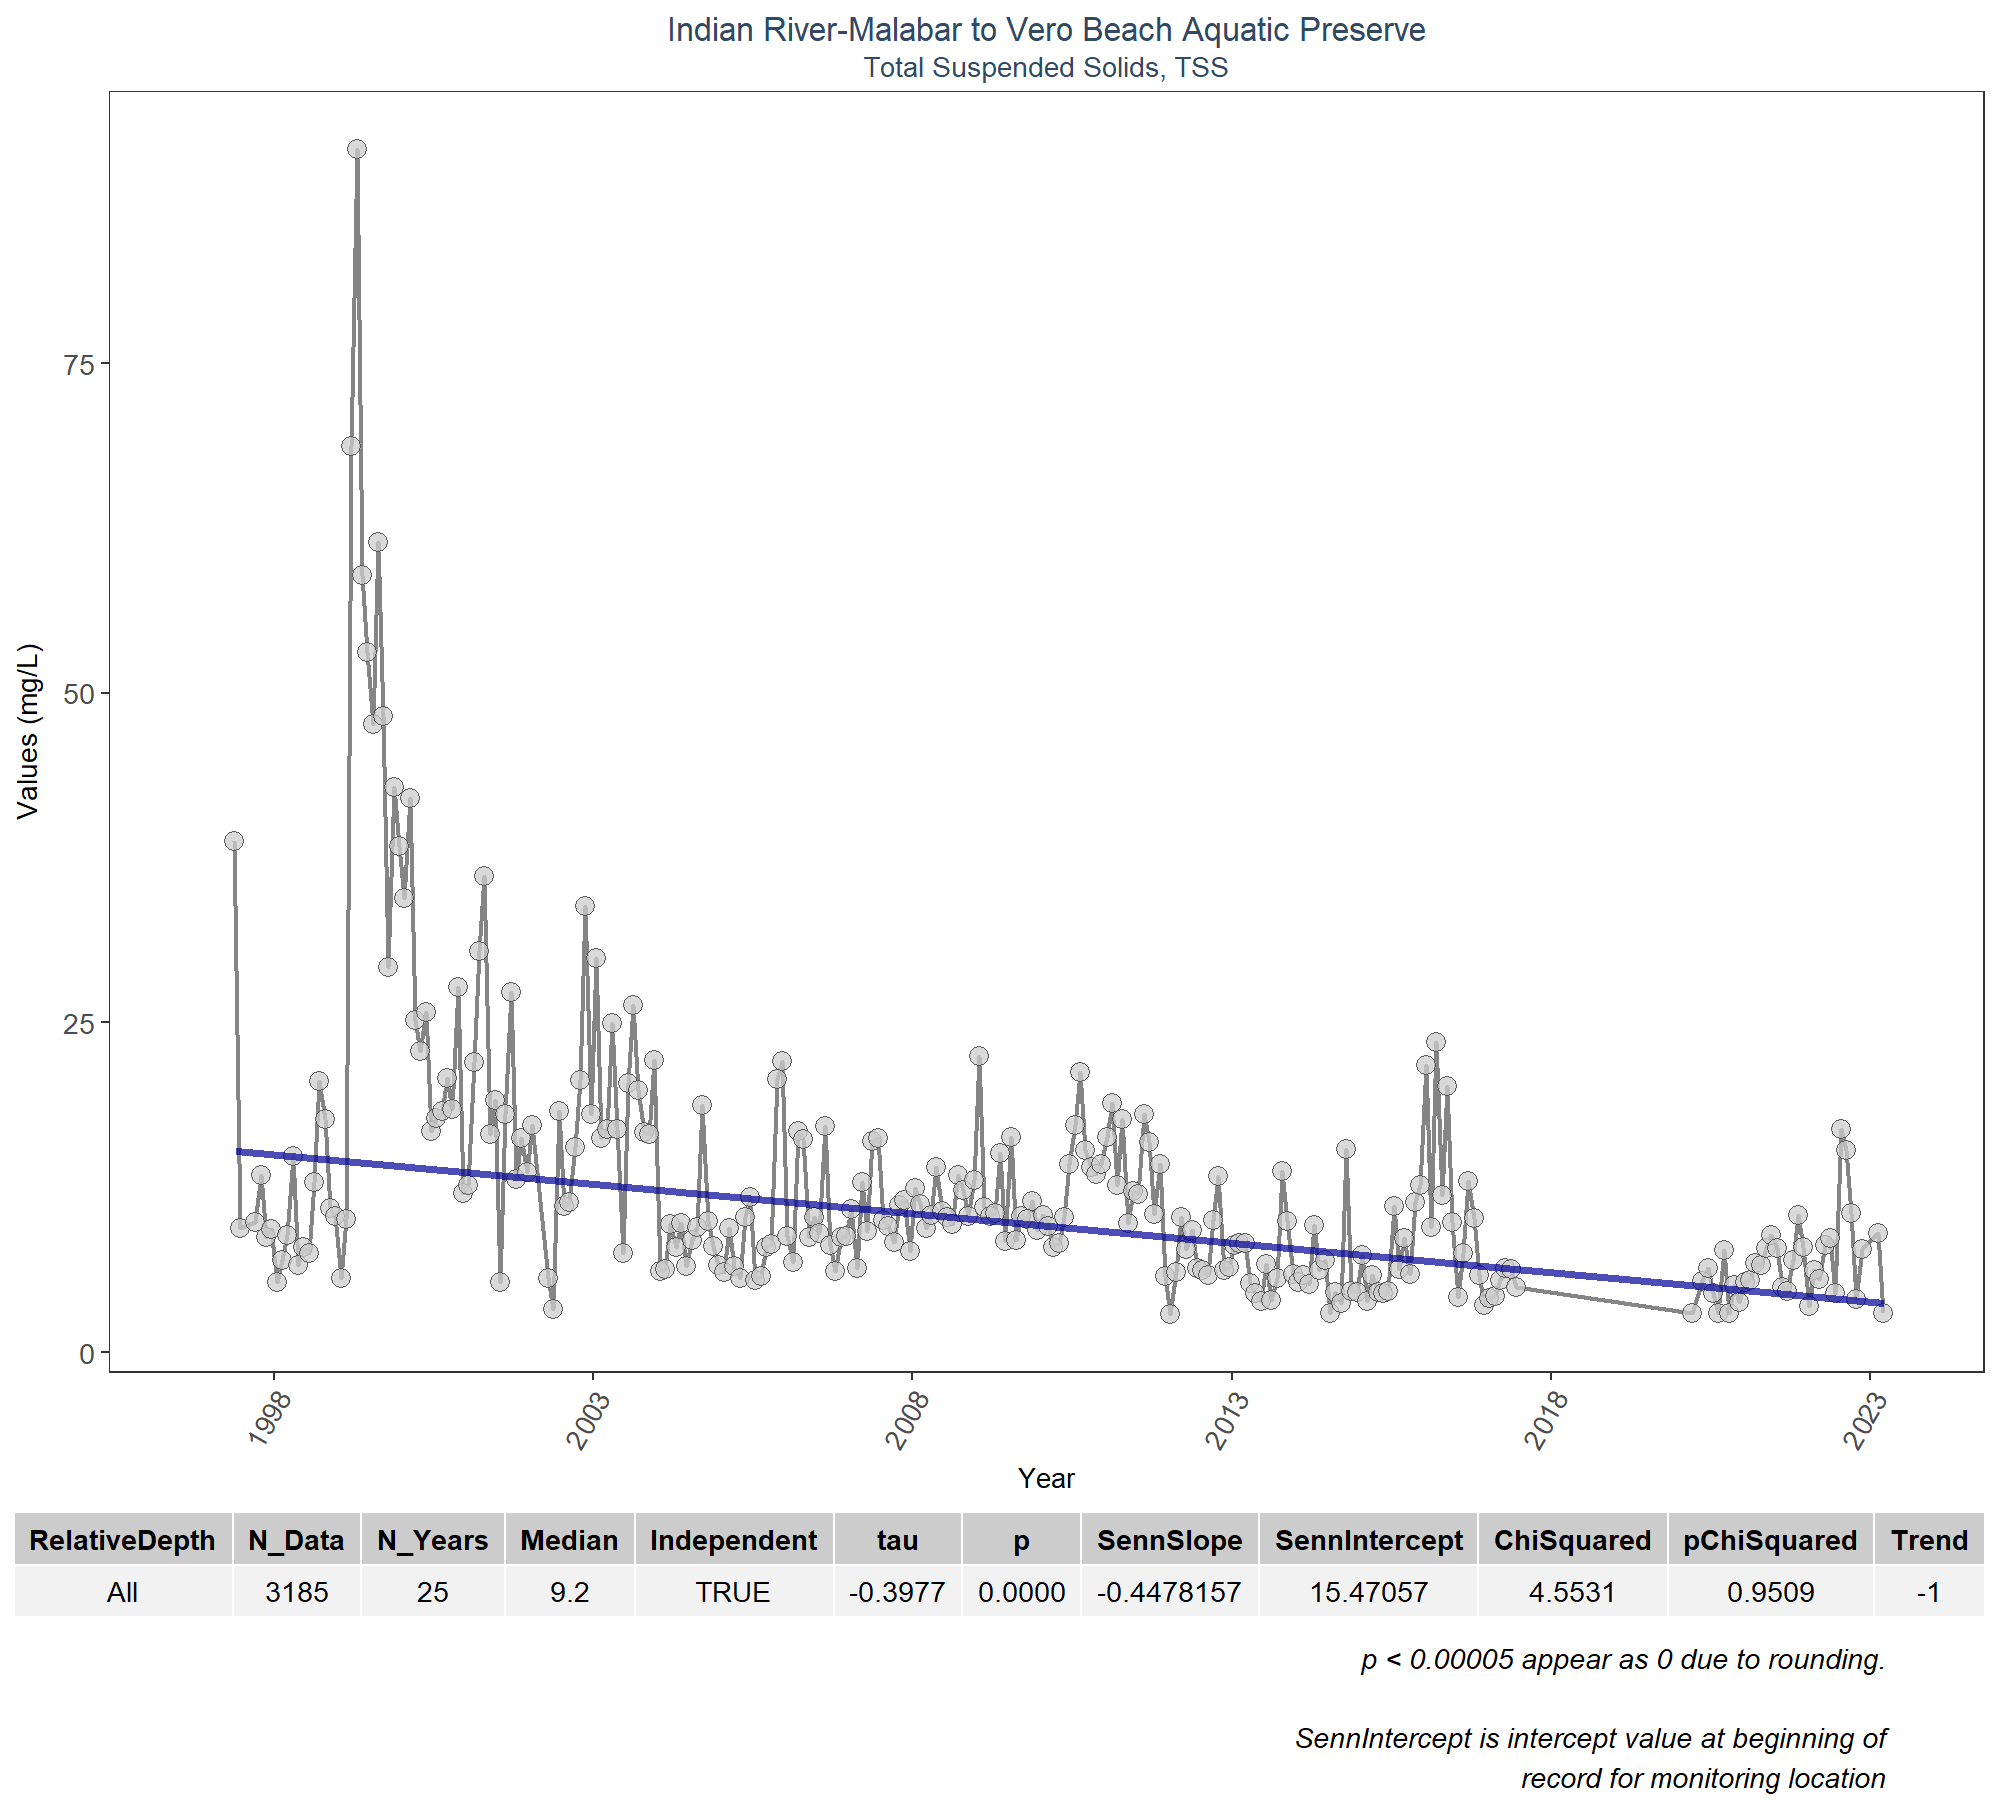 Indian River-Malabar to Vero Beach Aquatic Preserve
Total Suspended Solids, TSS
Values (mg/L)
75
50
25
0
1998
2003
2008
2013
2018
2023
Year
RelativeDepth N_Data N_Years Median Independent tau p SennSlope SennIntercept ChiSquared pChiSquared Trend
All 3185 25 9.2 TRUE -0.3977 0.0000 -0.4478157 15.47057 4.5531 0.9509 -1
p < 0.00005 appear as 0 due to rounding.
SennIntercept is intercept value at beginning of
record for monitoring location